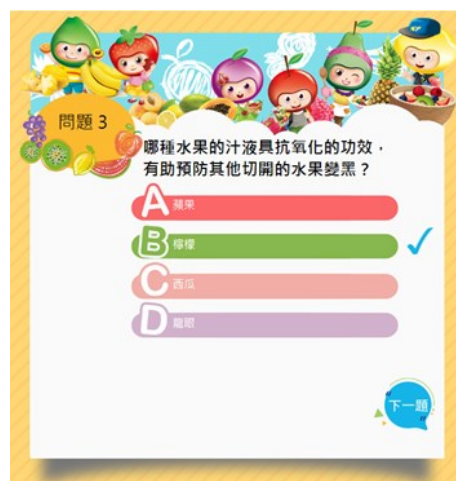 問題 3
哪種水果的汁液具抗氧化的功效，
有助預防其他切開的水果變黑？
A 蘋果
B 檸檬
C 西瓜
D 龍眼
下一題